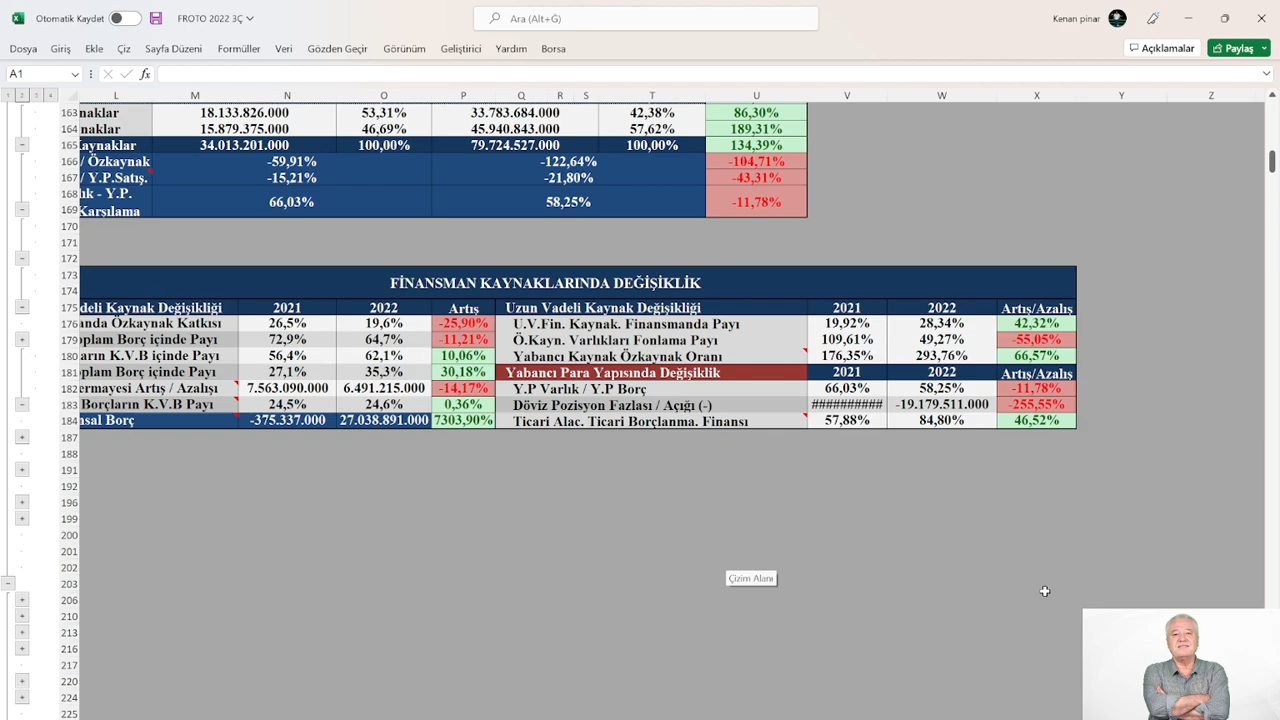 Otomatik Kaydet FROTO 2022 3Ç Ara (Alt+G) Kenan pinar
Dosya Giriş Ekle Çiz Sayfa Düzeni Formüller Veri Gözden Geçir Görünüm Geliştirici Yardım Borsa Açıklamalar Paylaş
A1 fx
1 2 3 4 L M N O P Q R S T U V W X Y Z
163 naklar 18.133.826.000 53,31% 33.783.684.000 42,38% 86,30%
164 naklar 15.879.375.000 46,69% 45.940.843.000 57,62% 189,31%
165 aynaklar 34.013.201.000 100,00% 79.724.527.000 100,00% 134,39%
166 / Özkaynak -59,91% -122,64% -104,71%
167 / Y.P.Satış. -15,21% -21,80% -43,31%
168 ık - Y.P. 66,03% 58,25% -11,78%
169 Karşılama
170
171
172
173 FİNANSMAN KAYNAKLARINDA DEĞİŞİKLİK
174
175 deli Kaynak Değişikliği 2021 2022 Artış Uzun Vadeli Kaynak Değişikliği 2021 2022 Artış/Azalış
176 anda Özkaynak Katkısı 26,5% 19,6% -25,90% U.V.Fin. Kaynak. Finansmanda Payı 19,92% 28,34% 42,32%
179 oplam Borç içinde Payı 72,9% 64,7% -11,21% Ö.Kayn. Varlıkları Fonlama Payı 109,61% 49,27% -55,05%
180 arın K.V.B içinde Payı 56,4% 62,1% 10,06% Yabancı Kaynak Özkaynak Oranı 176,35% 293,76% 66,57%
181 oplam Borç içinde Payı 27,1% 35,3% 30,18% Yabancı Para Yapısında Değişiklik 2021 2022 Artış/Azalış
182 ermayesi Artış / Azalışı 7.563.090.000 6.491.215.000 -14,17% Y.P Varlık / Y.P Borç 66,03% 58,25% -11,78%
183 Borçların K.V.B Payı 24,5% 24,6% 0,36% Döviz Pozisyon Fazlası / Açığı (-) ########## -19.179.511.000 -255,55%
184 nsal Borç -375.337.000 27.038.891.000 7303,90% Ticari Alac. Ticari Borçlanma. Finansı 57,88% 84,80% 46,52%
187
188
191
192
196
199
200
201
202
203
206
210
213
216
217
220
224
225
Çizim Alanı